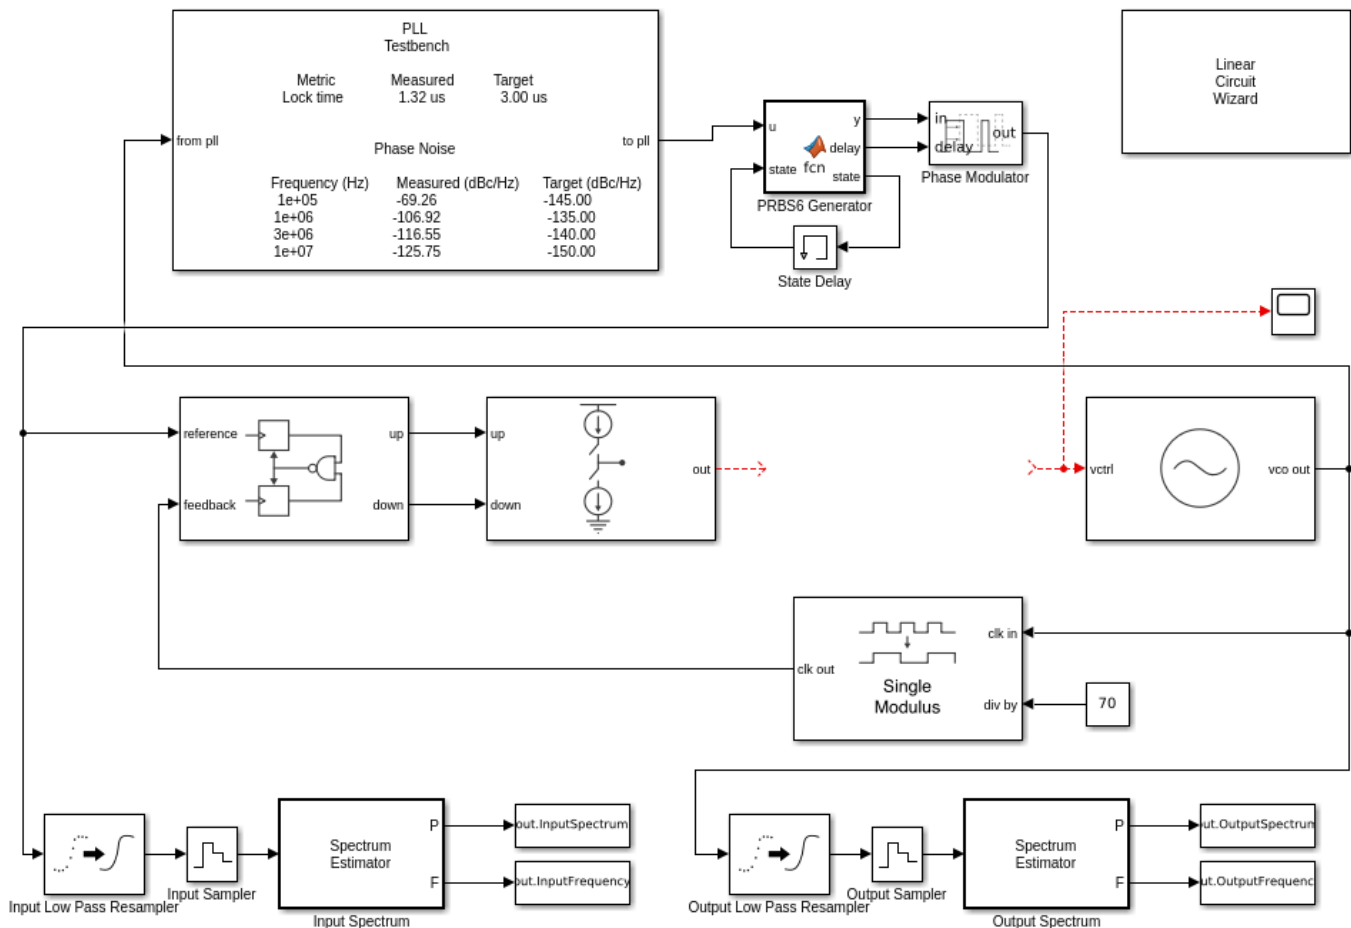 PLL
Testbench
Metric Measured Target
Lock time 1.32 us 3.00 us
from pll
to pll
Phase Noise
Frequency (Hz) Measured (dBc/Hz) Target (dBc/Hz)
1e+05 -69.26 -145.00
1e+06 -106.92 -135.00
3e+06 -116.55 -140.00
1e+07 -125.75 -150.00
u
state
fcn
y
delay
state
PRBS6 Generator
State Delay
in
delay
out
Phase Modulator
Linear
Circuit
Wizard
reference
feedback
up
down
up
down
out
vctrl
vco out
clk in
clk out
div by
Single
Modulus
70
Input Low Pass Resampler
Input Sampler
Spectrum
Estimator
P
F
Input Spectrum
out.InputSpectrum
out.InputFrequency
Output Low Pass Resampler
Output Sampler
Spectrum
Estimator
P
F
Output Spectrum
ut.OutputSpectrum
ut.OutputFrequenc